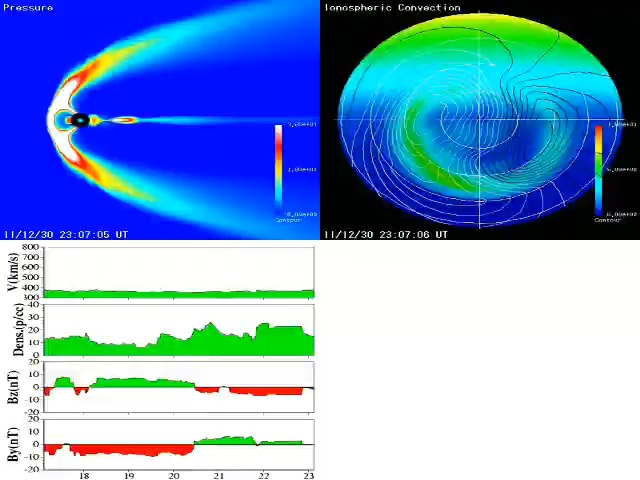 Pressure
11/12/30 23:07:05 UT
Contour
Ionospheric Convection
11/12/30 23:07:06 UT
Contour
V(km/s)
800
700
600
500
400
300
Dens.(p/cc)
40
30
20
10
0
Bz(nT)
20
10
0
-10
-20
By(nT)
20
10
0
-10
-20
18 19 20 21 22 23